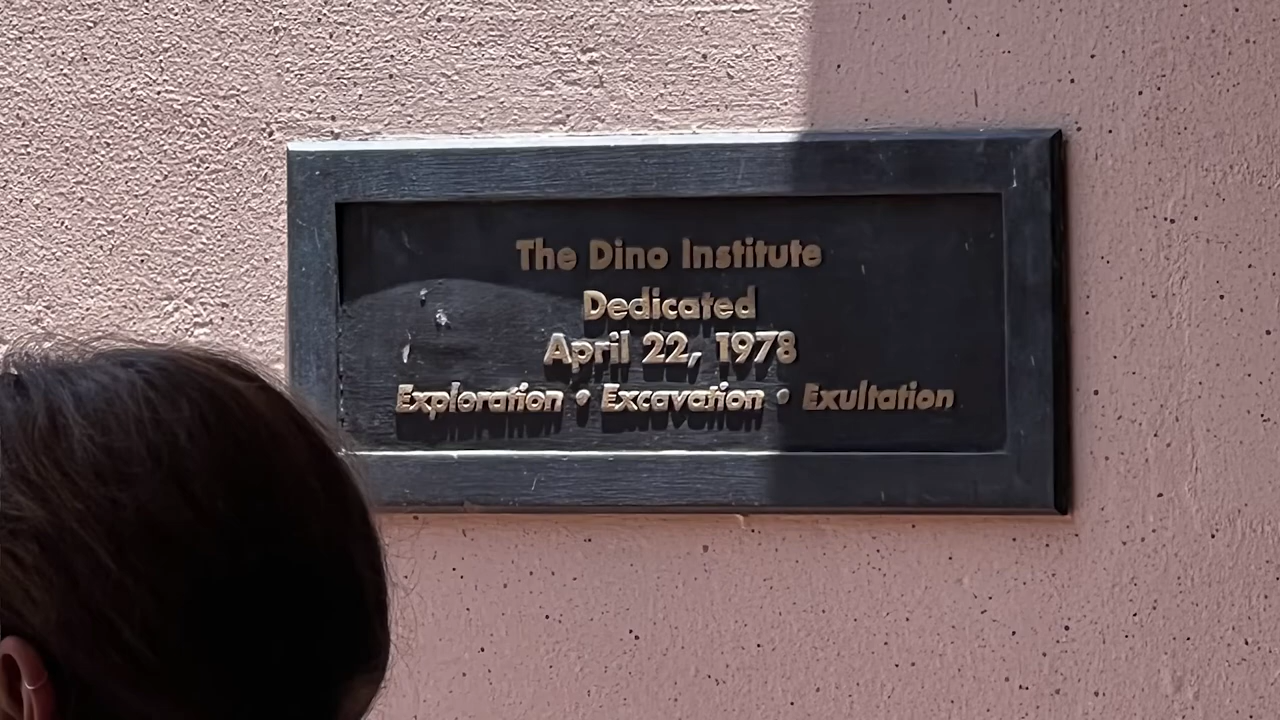 The Dino Institute
Dedicated
April 22, 1978
Exploration • Excavation • Exultation